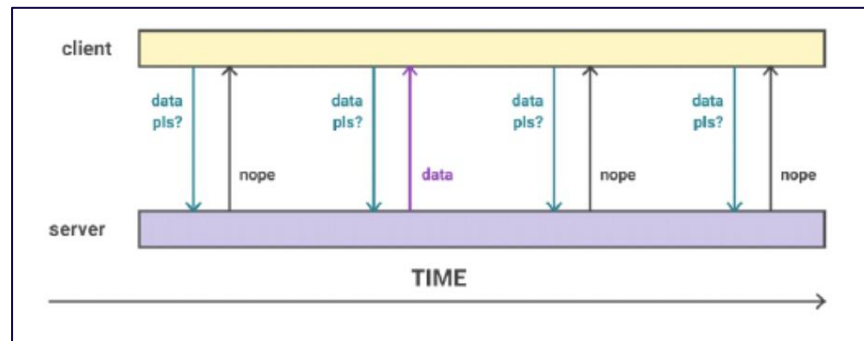 client
data
pls?
nope
data
pls?
data
data
pls?
nope
data
pls?
nope
server
TIME